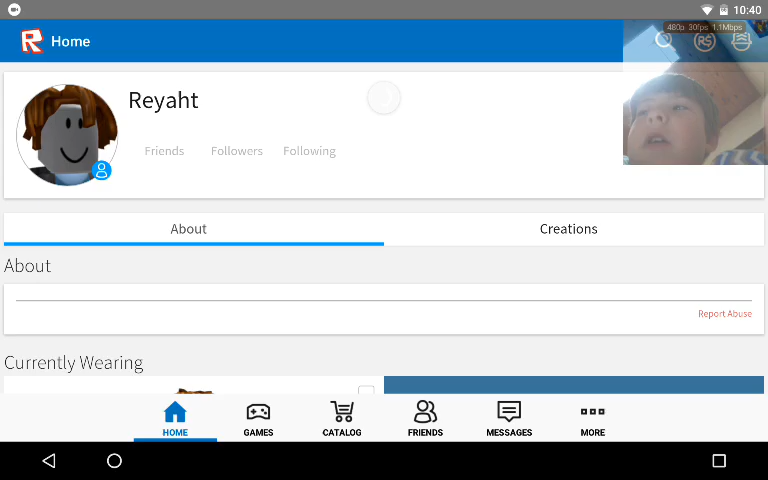 10:40
R Home
480p 30fps 1.1Mbps
R$
Reyaht
Friends Followers Following
About Creations
About
Report Abuse
Currently Wearing
HOME GAMES CATALOG FRIENDS MESSAGES MORE